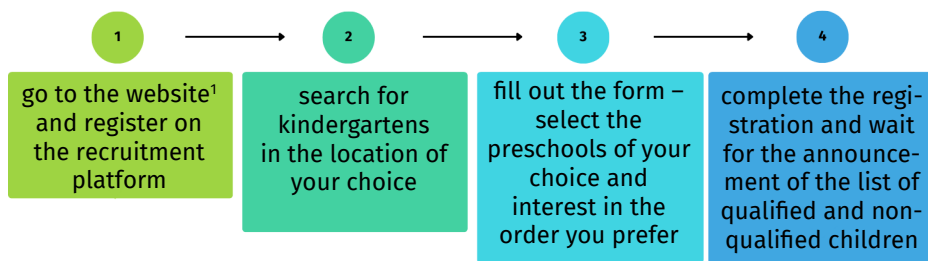 1
2
3
4
go to the website¹
and register on
the recruitment
platform
search for
kindergartens
in the location of
your choice
fill out the form –
select the
preschools of your
choice and
interest in the
order you prefer
complete the regi-
stration and wait
for the announce-
ment of the list of
qualified and non-
qualified children